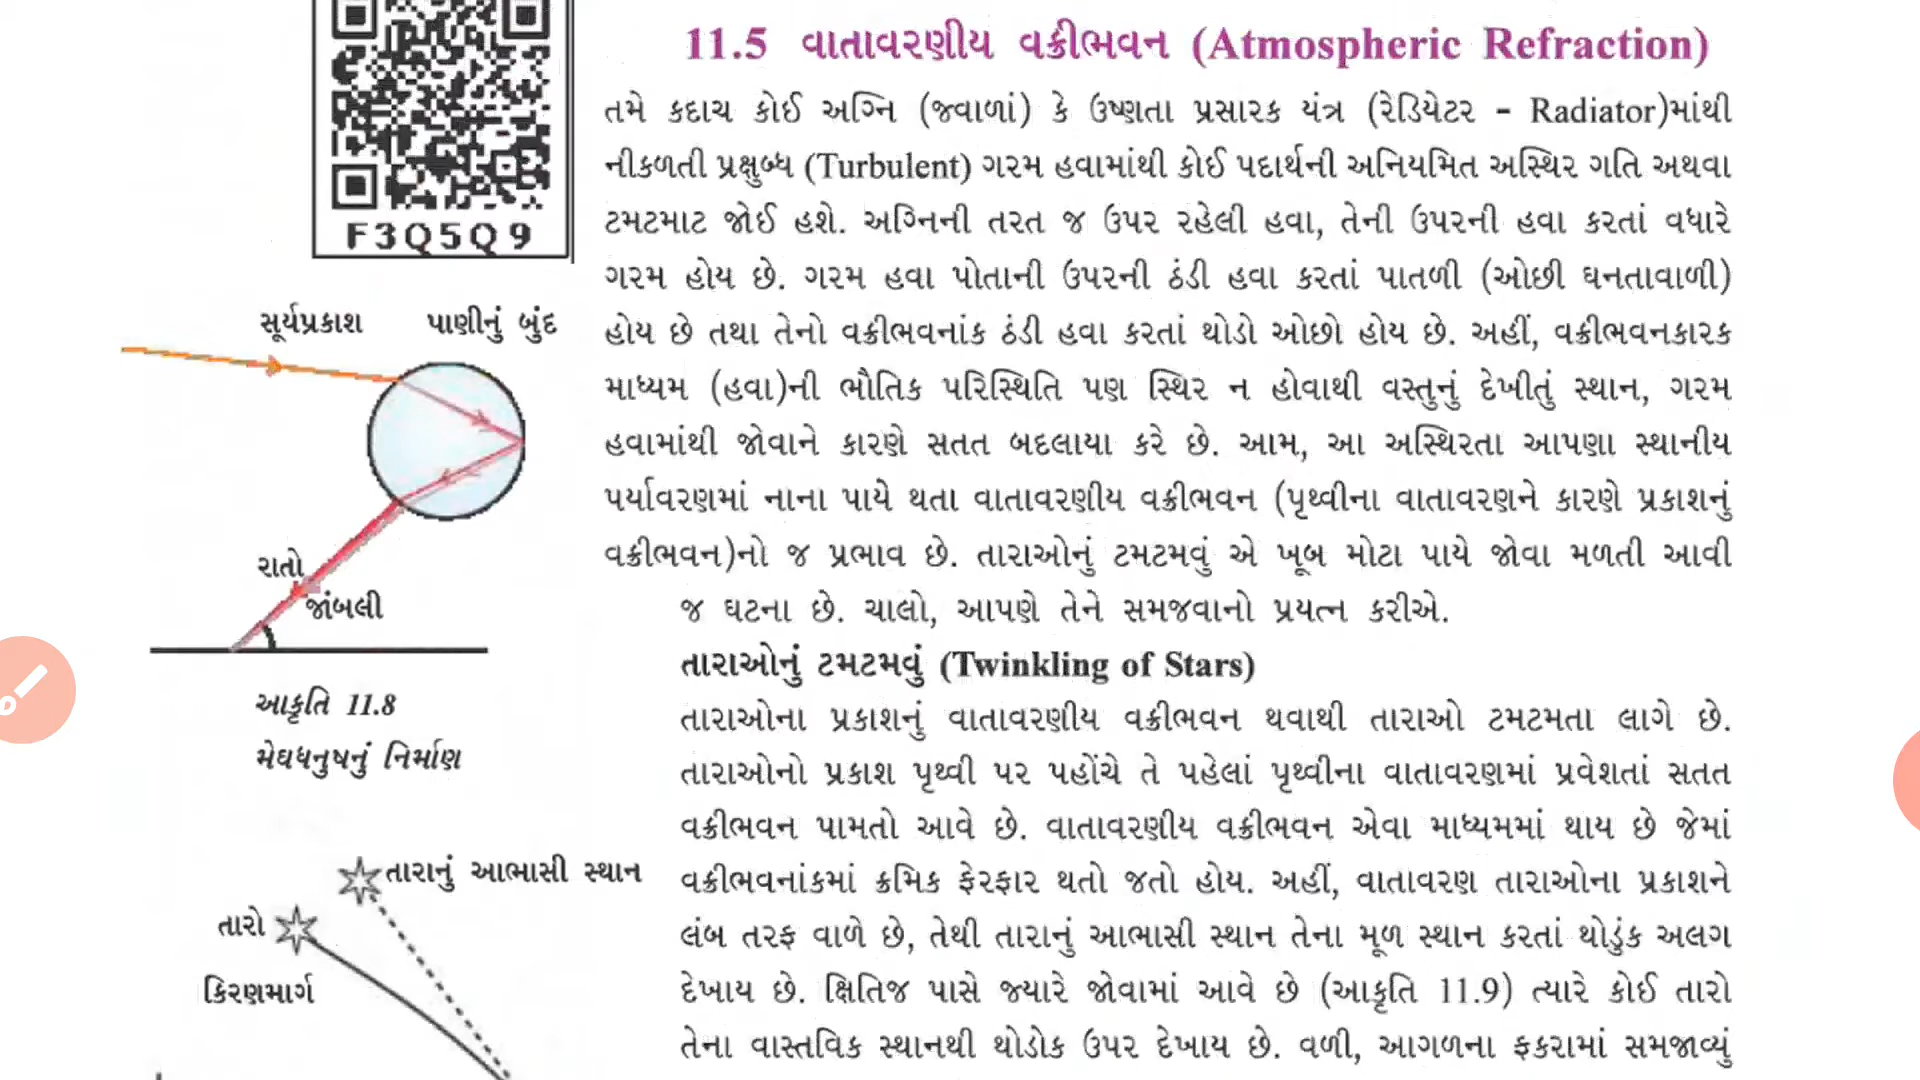 11.5 વાતાવરણીય વક્રીભવન (Atmospheric Refraction)
તમે કદાચ કોઈ અગ્નિ (જ્વાળાં) કે ઉષ્ણતા પ્રસારક યંત્ર (રેડિયેટર – Radiator)માંથી
નીકળતી પ્રક્ષુબ્ધ (Turbulent) ગરમ હવામાંથી કોઈ પદાર્થની અનિયમિત અસ્થિર ગતિ અથવા
ટમટમાટ જોઈ હશે. અગ્નિની તરત જ ઉપર રહેલી હવા, તેની ઉપરની હવા કરતાં વધારે
ગરમ હોય છે. ગરમ હવા પોતાની ઉપરની ઠંડી હવા કરતાં પાતળી (ઓછી ઘનતાવાળી)
હોય છે તથા તેનો વક્રીભવનાંક ઠંડી હવા કરતાં થોડો ઓછો હોય છે. અહીં, વક્રીભવનકારક
માધ્યમ (હવા)ની ભૌતિક પરિસ્થિતિ પણ સ્થિર ન હોવાથી વસ્તુનું દેખીતું સ્થાન, ગરમ
હવામાંથી જોવાને કારણે સતત બદલાયા કરે છે. આમ, આ અસ્થિરતા આપણા સ્થાનીય
પર્યાવરણમાં નાના પાયે થતા વાતાવરણીય વક્રીભવન (પૃથ્વીના વાતાવરણને કારણે પ્રકાશનું
વક્રીભવન)નો જ પ્રભાવ છે. તારાઓનું ટમટમવું એ ખૂબ મોટા પાયે જોવા મળતી આવી
જ ઘટના છે. ચાલો, આપણે તેને સમજવાનો પ્રયત્ન કરીએ.
તારાઓનું ટમટમવું (Twinkling of Stars)
તારાઓના પ્રકાશનું વાતાવરણીય વક્રીભવન થવાથી તારાઓ ટમટમતા લાગે છે.
તારાઓનો પ્રકાશ પૃથ્વી પર પહોંચે તે પહેલાં પૃથ્વીના વાતાવરણમાં પ્રવેશતાં સતત
વક્રીભવન પામતો આવે છે. વાતાવરણીય વક્રીભવન એવા માધ્યમમાં થાય છે જેમાં
વક્રીભવનાંકમાં ક્રમિક ફેરફાર થતો જતો હોય. અહીં, વાતાવરણ તારાઓના પ્રકાશને
લંબ તરફ વાળે છે, તેથી તારાનું આભાસી સ્થાન તેના મૂળ સ્થાન કરતાં થોડુંક અલગ
દેખાય છે. ક્ષિતિજ પાસે જ્યારે જોવામાં આવે છે (આકૃતિ 11.9) ત્યારે કોઈ તારો
તેના વાસ્તવિક સ્થાનથી થોડોક ઉપર દેખાય છે. વળી, આગળના ફકરામાં સમજાવ્યું
F3Q5Q9
સૂર્યપ્રકાશ પાણીનું બુંદ
રાતો
જાંબલી
આકૃતિ 11.8
મેઘધનુષનું નિર્માણ
તારાનું આભાસી સ્થાન
તારો
કિરણમાર્ગ